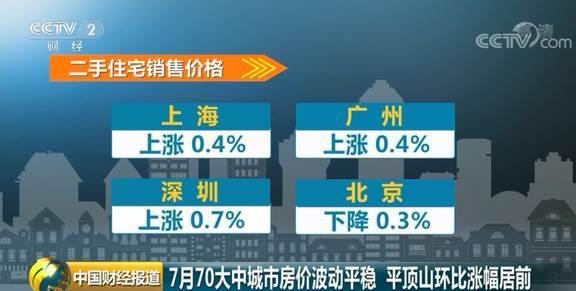 CCTV 2
财经
CCTV.com
二手住宅销售价格
上海
上涨 0.4%
广州
上涨 0.4%
深圳
上涨 0.7%
北京
下降 0.3%
中国财经报道
7月70大中城市房价波动平稳 平顶山环比涨幅居前